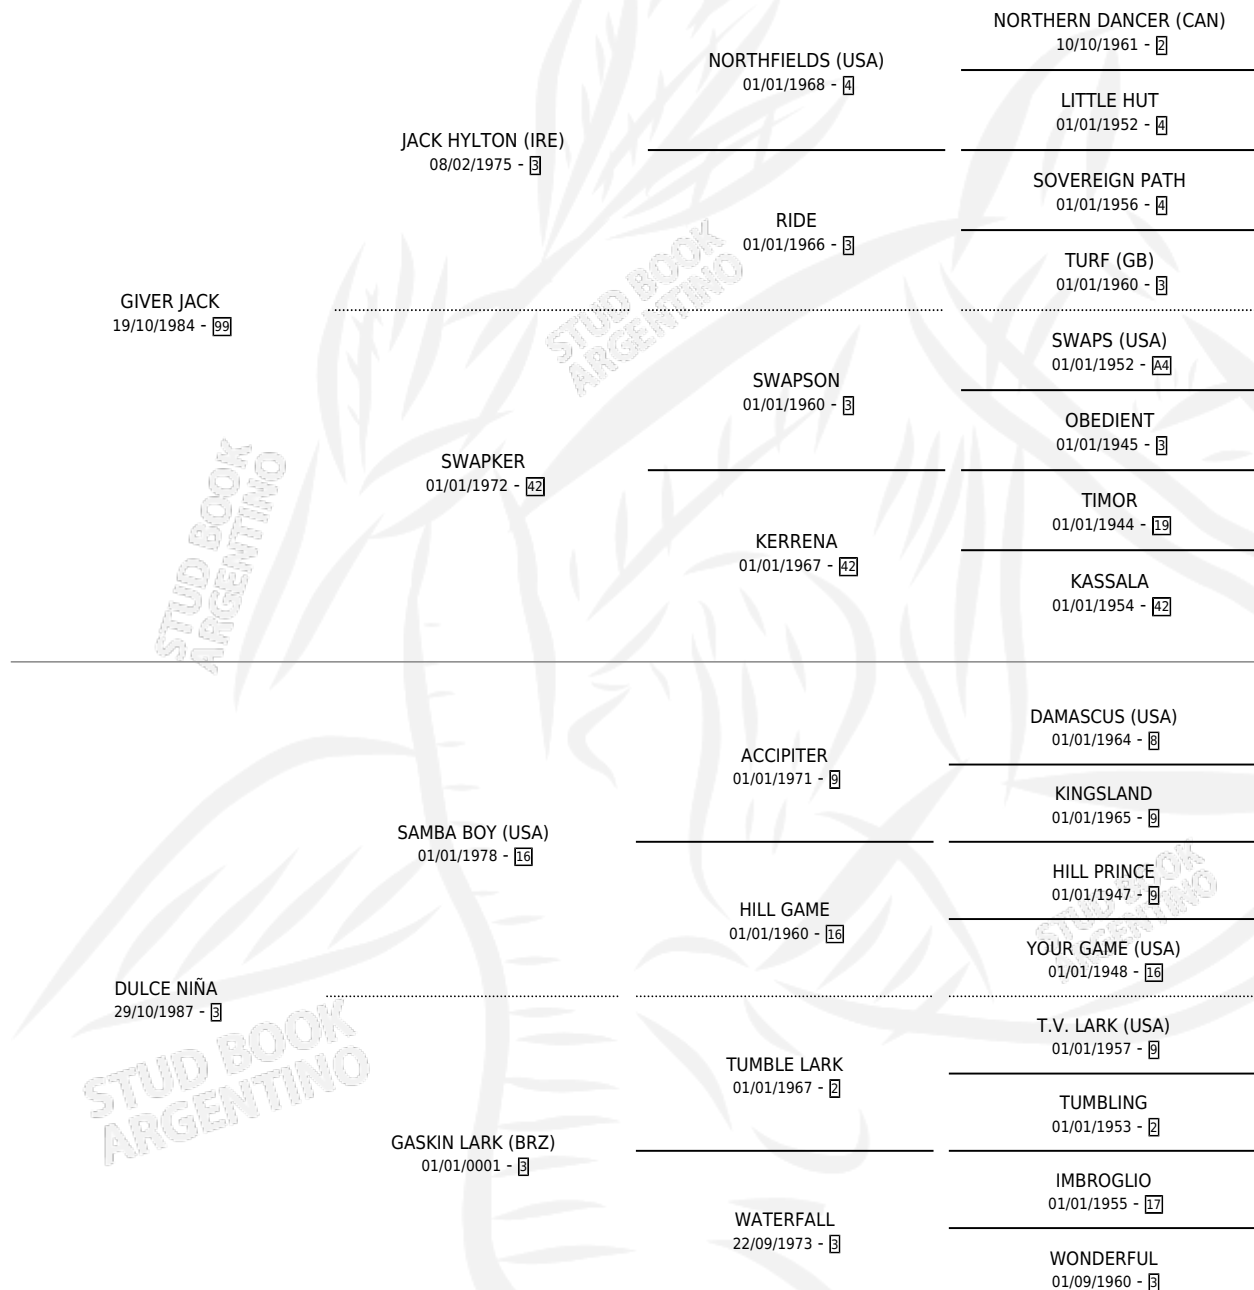 NORTHERN DANCER (CAN)
10/10/1961 - 2
NORTHFIELDS (USA)
01/01/1968 - 4
LITTLE HUT
01/01/1952 - 4
JACK HYLTON (IRE)
08/02/1975 - 3
SOVEREIGN PATH
01/01/1956 - 4
RIDE
01/01/1966 - 3
TURF (GB)
01/01/1960 - 3
GIVER JACK
19/10/1984 - 99
SWAPS (USA)
01/01/1952 - A4
SWAPSON
01/01/1960 - 3
OBEDIENT
01/01/1945 - 3
SWAPKER
01/01/1972 - 42
TIMOR
01/01/1944 - 19
KERRENA
01/01/1967 - 42
KASSALA
01/01/1954 - 42
DAMASCUS (USA)
01/01/1964 - 8
ACCIPITER
01/01/1971 - 9
KINGSLAND
01/01/1965 - 9
SAMBA BOY (USA)
01/01/1978 - 16
HILL PRINCE
01/01/1947 - 9
HILL GAME
01/01/1960 - 16
YOUR GAME (USA)
01/01/1948 - 16
DULCE NIÑA
29/10/1987 - 3
T.V. LARK (USA)
01/01/1957 - 9
TUMBLE LARK
01/01/1967 - 2
TUMBLING
01/01/1953 - 2
GASKIN LARK (BRZ)
01/01/0001 - 3
IMBROGLIO
01/01/1955 - 17
WATERFALL
22/09/1973 - 3
WONDERFUL
01/09/1960 - 3
STUD BOOK
ARGENTINO
STUD BOOK
ARGENTINO
STUD BOOK
ARGENTINO
STUD BOOK
ARGENTINO